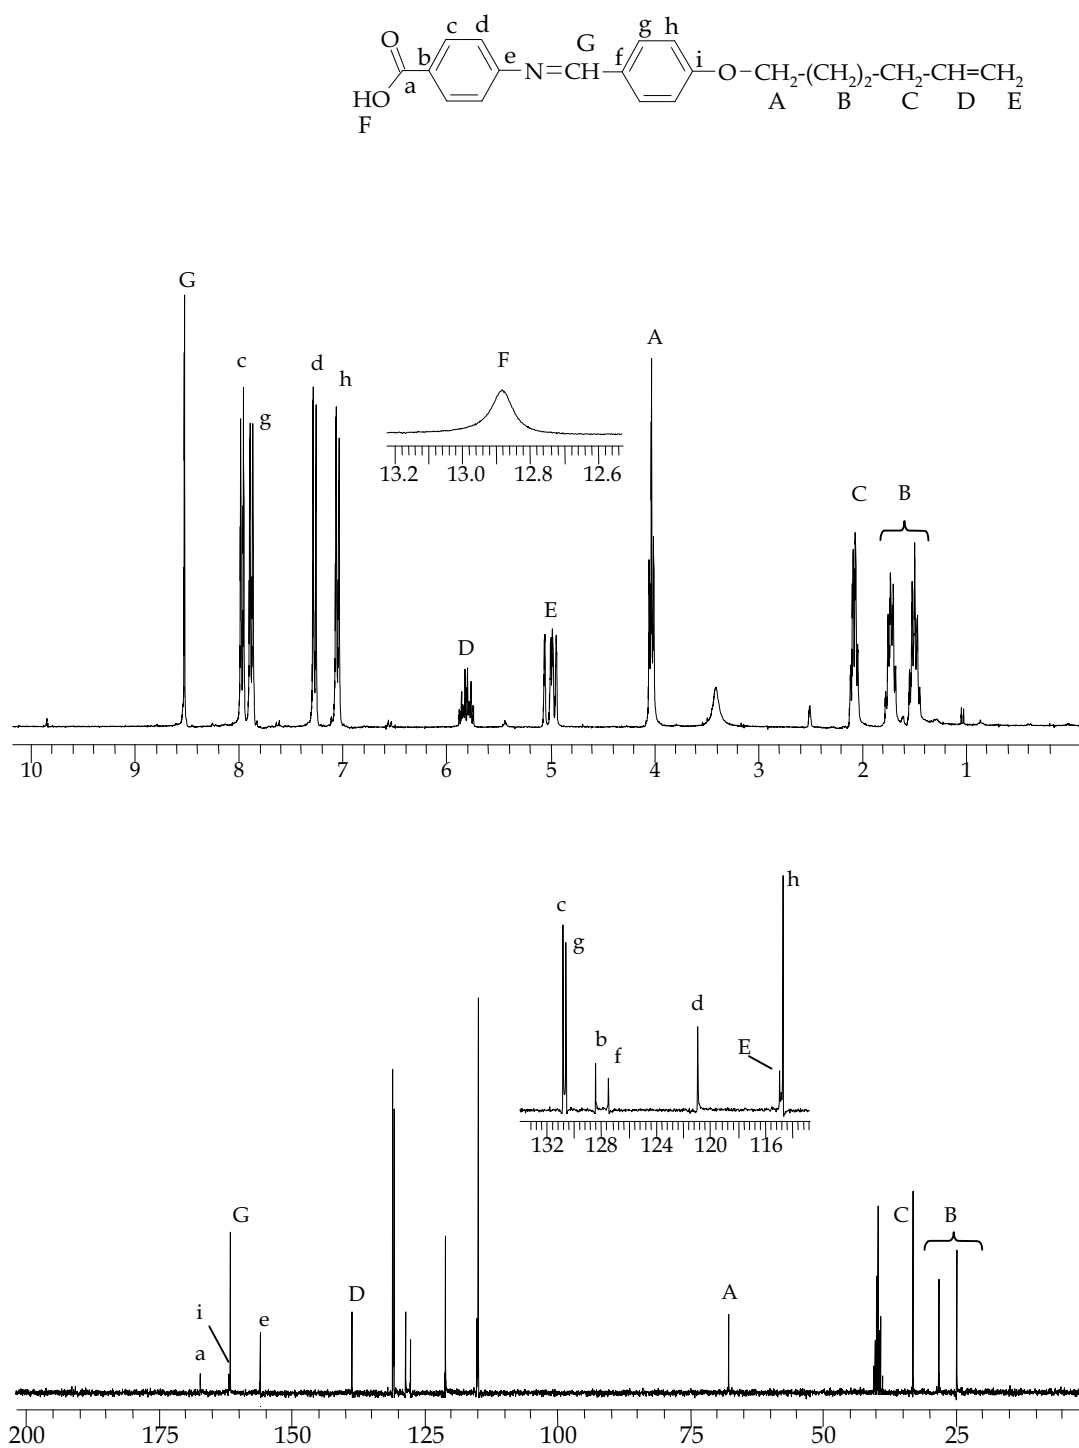 c d g h
O G
b e f i
N=CH O–CH2-(CH2)2-CH2-CH=CH2
a
HO A B C D E
F
G
c d F A
h
g
C B
13.2 13.0 12.8 12.6
D E
10 9 8 7 6 5 4 3 2 1
h
c
g
d
b E
f
132 128 124 120 116
G C B
i D A
e
a
200 175 150 125 100 75 50 25